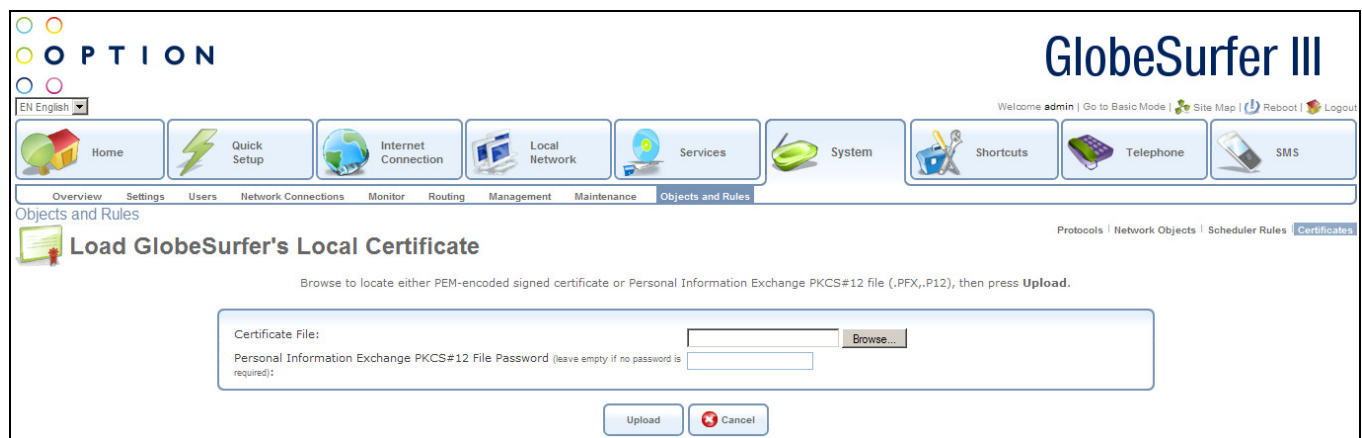 OPTION
GlobeSurfer III
EN English
Welcome admin | Go to Basic Mode | Site Map | Reboot | Logout
Home
Quick Setup
Internet Connection
Local Network
Services
System
Shortcuts
Telephone
SMS
Overview Settings Users Network Connections Monitor Routing Management Maintenance Objects and Rules
Objects and Rules
Protocols | Network Objects | Scheduler Rules | Certificates
Load GlobeSurfer's Local Certificate
Browse to locate either PEM-encoded signed certificate or Personal Information Exchange PKCS#12 file (.PFX,.P12), then press Upload.
Certificate File:
Browse...
Personal Information Exchange PKCS#12 File Password (leave empty if no password is
required):
Upload Cancel